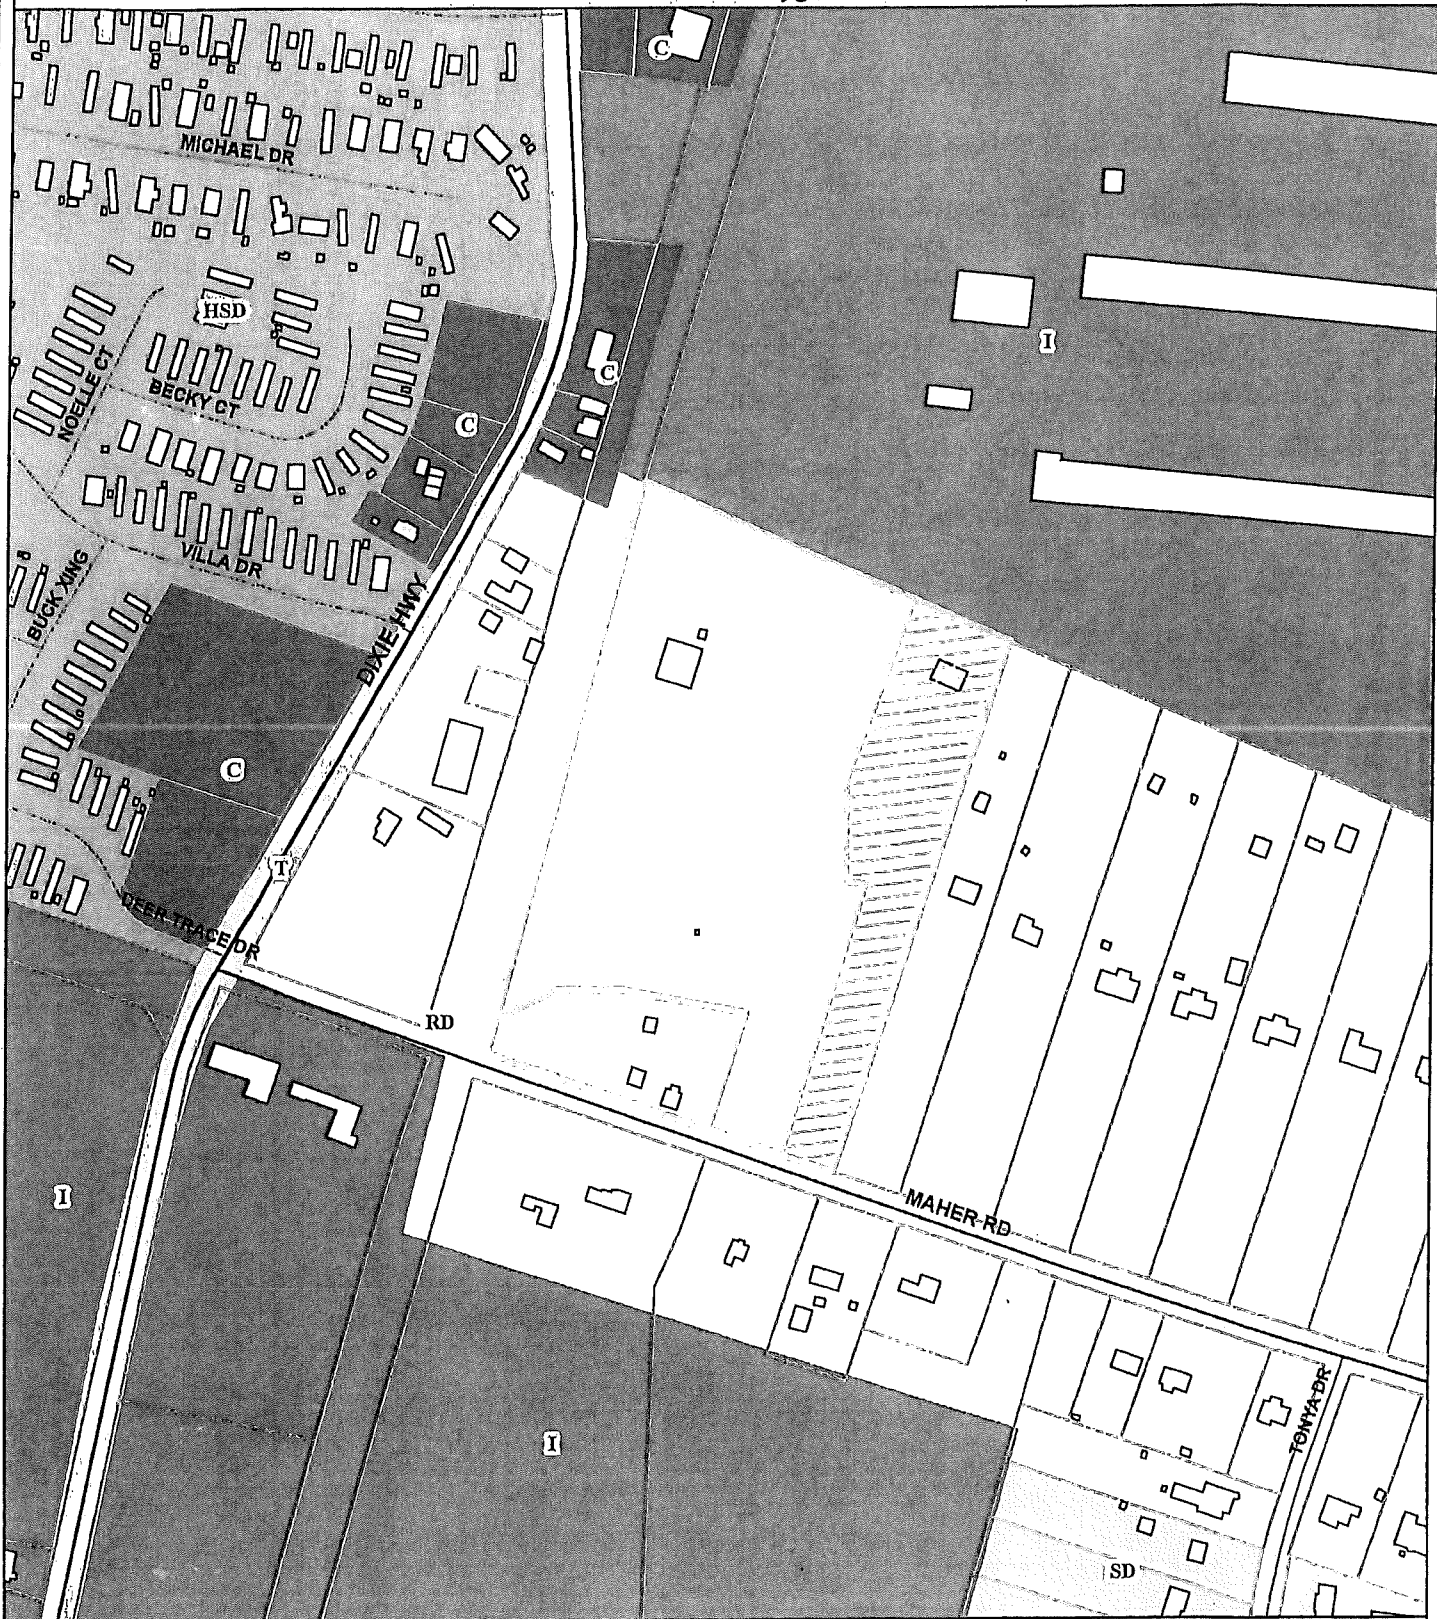 C
MICHAEL DR
HSD
I
NOELLE CT
BECKY CT
C
C
VILLA DR
BUCK XING
DIXIE HWY
C
T
DEER TRACE DR
RD
I
MAHER RD
TONYA DR
I
SD